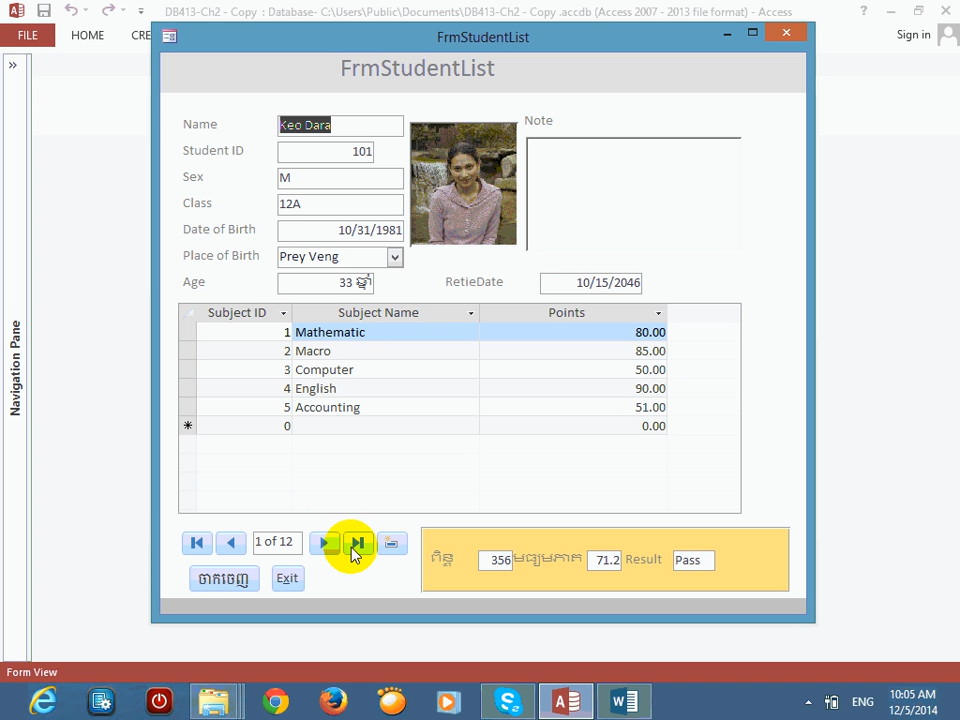 DB413-Ch2 - Copy : Database- C:\Users\Public\Documents\DB413-Ch2 - Copy .accdb (Access 2007 - 2013 file format) - Access
FILE HOME CRE Sign in
FrmStudentList
FrmStudentList
Name Keo Dara Note
Student ID 101
Sex M
Class 12A
Date of Birth 10/31/1981
Place of Birth Prey Veng
Age 33 ឆ្នាំ RetieDate 10/15/2046
Subject ID Subject Name Points
1 Mathematic 80.00
2 Macro 85.00
3 Computer 50.00
4 English 90.00
5 Accounting 51.00
* 0 0.00
Navigation Pane
1 of 12
ពិន្ទុ 356 មធ្យមភាគ 71.2 Result Pass
ចាកចេញ Exit
Form View
ENG 10:05 AM
12/5/2014